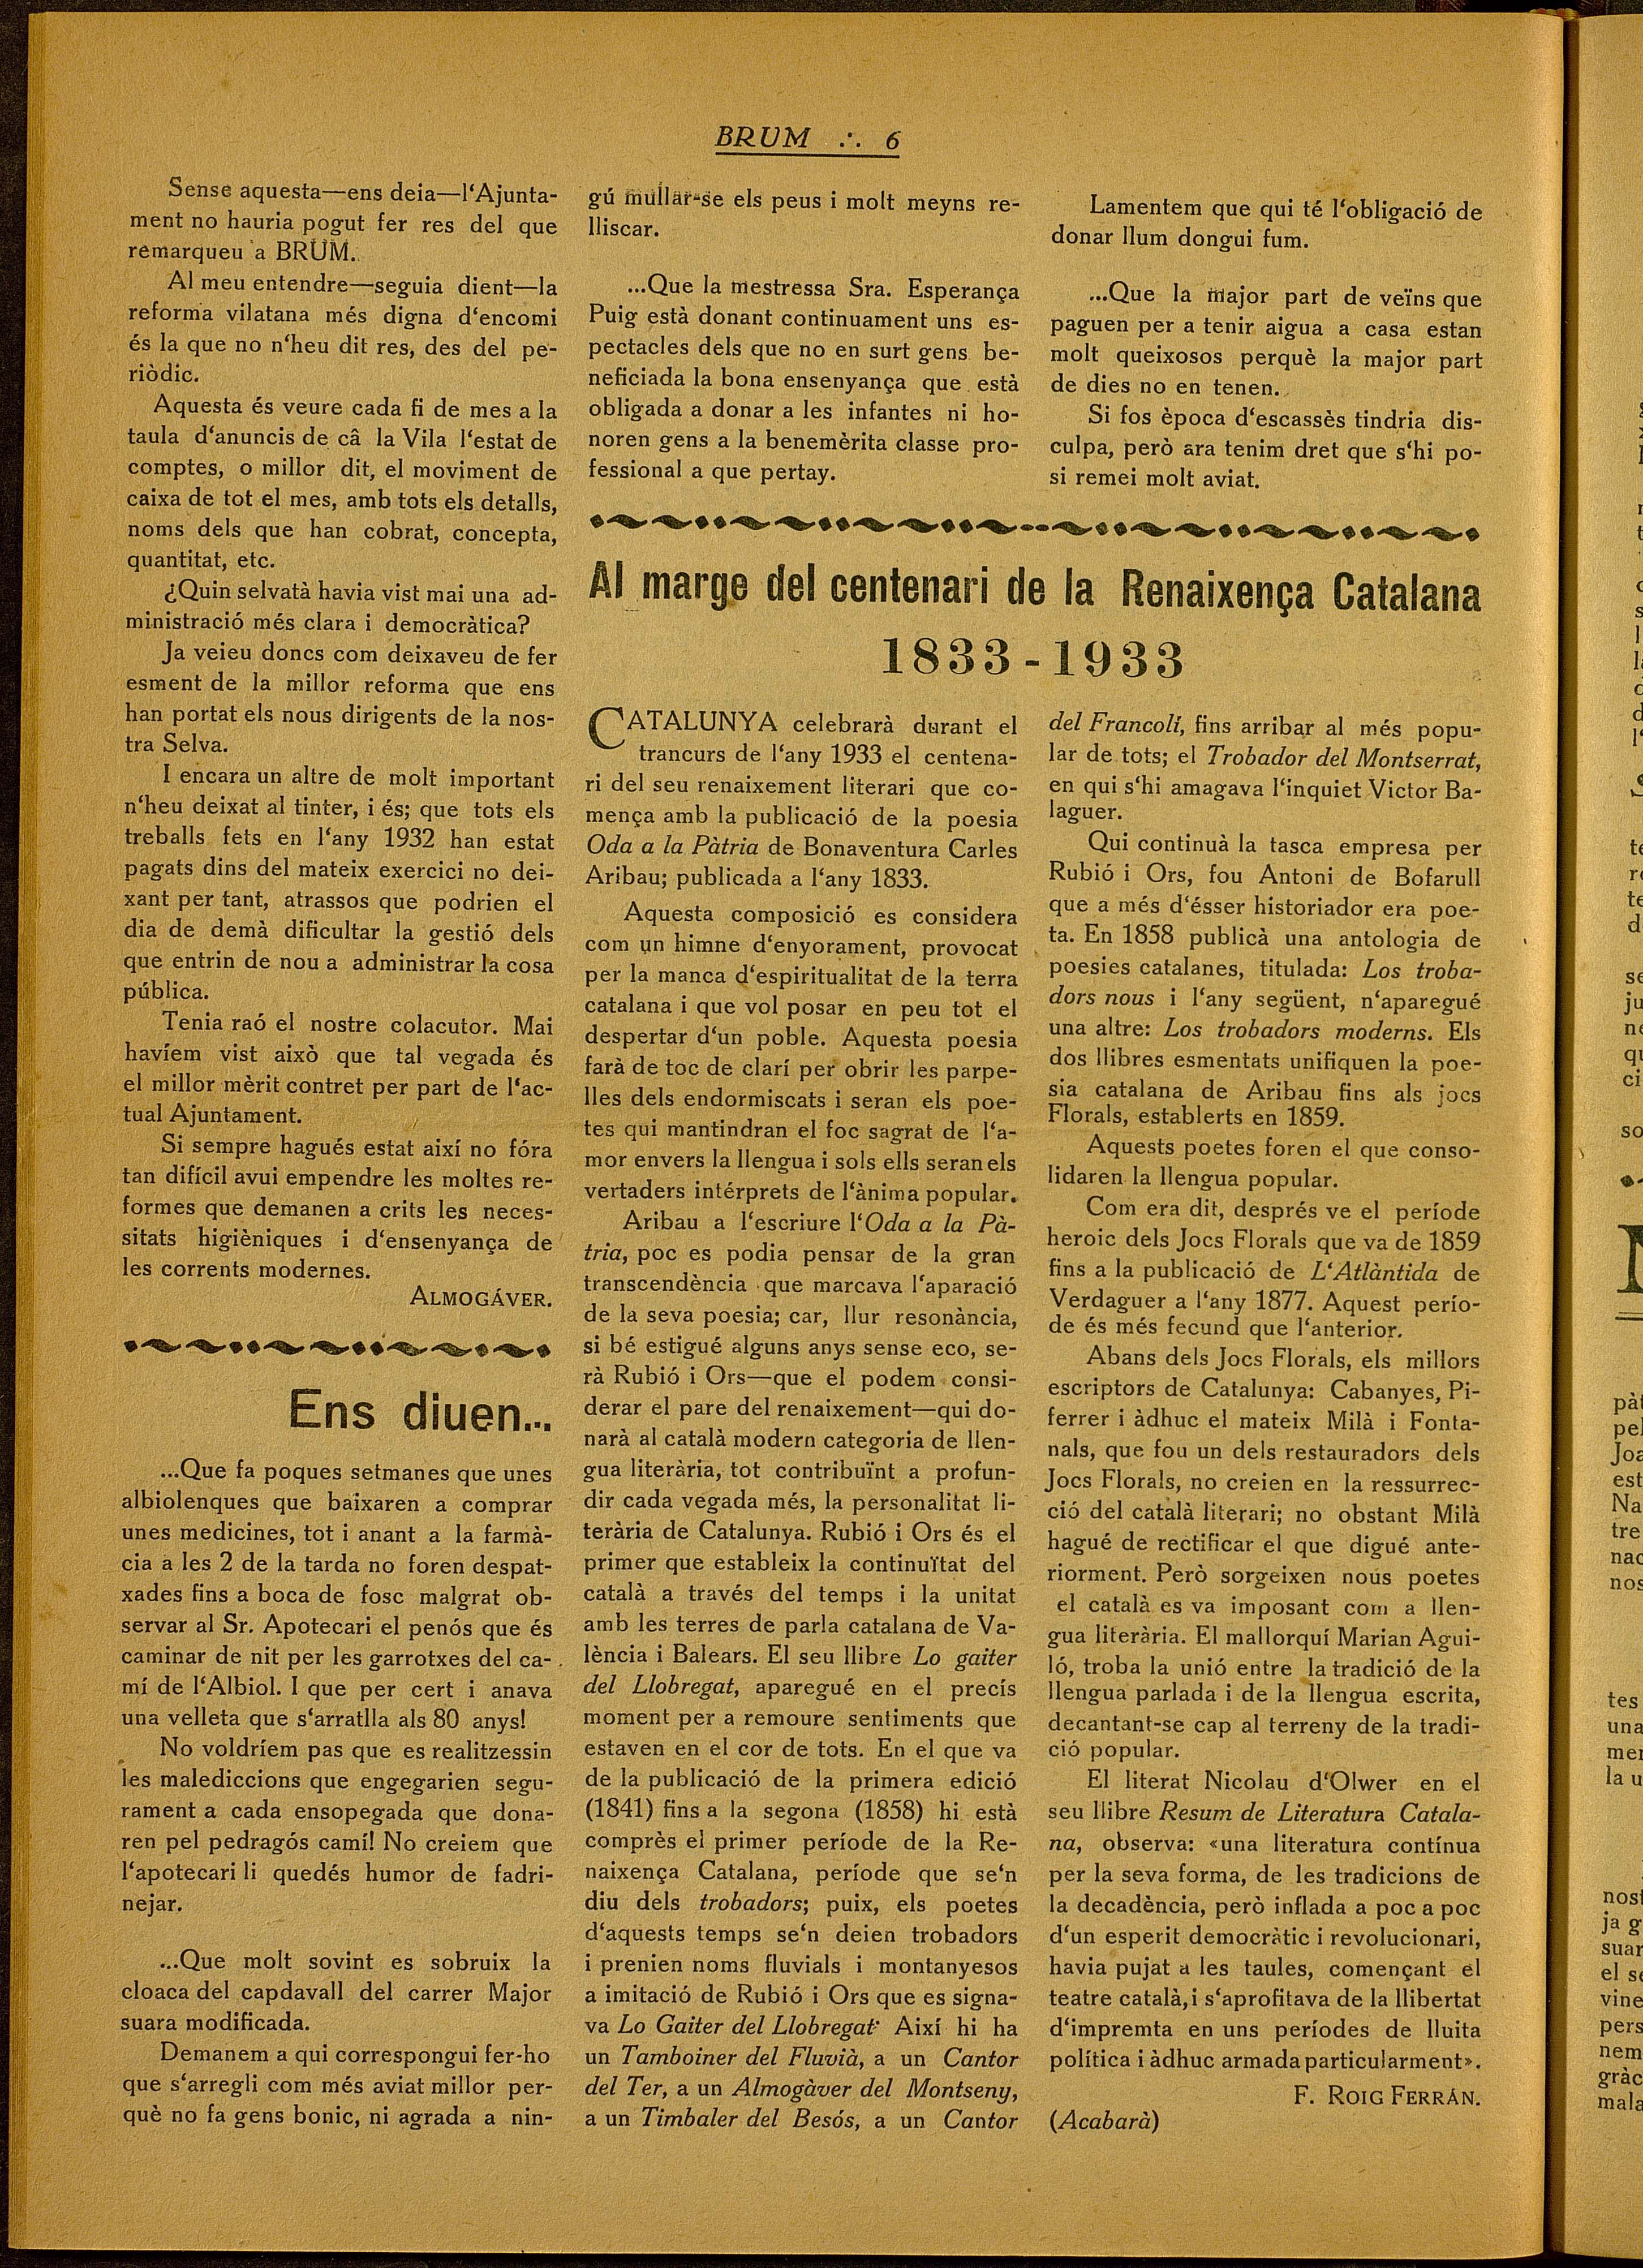 BRUM ∴ 6
Sense aquesta—ens deia—l‘Ajunta-
ment no hauria pogut fer res del que
remarqueu a BRUM.
Al meu entendre—seguia dient—la
reforma vilatana més digna d‘encomi
és la que no n‘heu dit res, des del pe-
riòdic.
Aquesta és veure cada fi de mes a la
taula d‘anuncis de câ la Vila l‘estat de
comptes, o millor dit, el moviment de
caixa de tot el mes, amb tots els detalls,
noms dels que han cobrat, concepta,
quantitat, etc.
¿Quin selvatà havia vist mai una ad-
ministració més clara i democràtica?
Ja veieu doncs com deixaveu de fer
esment de la millor reforma que ens
han portat els nous dirigents de la nos-
tra Selva.
I encara un altre de molt important
n‘heu deixat al tinter, i és; que tots els
treballs fets en l‘any 1932 han estat
pagats dins del mateix exercici no dei-
xant per tant, atrassos que podrien el
dia de demà dificultar la gestió dels
que entrin de nou a administrar la cosa
pública.
Tenia raó el nostre colacutor. Mai
havíem vist això que tal vegada és
el millor mèrit contret per part de l‘ac-
tual Ajuntament.
Si sempre hagués estat així no fóra
tan difícil avui empendre les moltes re-
formes que demanen a crits les neces-
sitats higièniques i d‘ensenyança de
les corrents modernes.
ALMOGÁVER.
Ens diuen...
...Que fa poques setmanes que unes
albiolenques que baixaren a comprar
unes medicines, tot i anant a la farmà-
cia a les 2 de la tarda no foren despat-
xades fins a boca de fosc malgrat ob-
servar al Sr. Apotecari el penós que és
caminar de nit per les garrotxes del ca-
mí de l‘Albiol. I que per cert i anava
una velleta que s‘arratlla als 80 anys!
No voldríem pas que es realitzessin
les malediccions que engegarien segu-
rament a cada ensopegada que dona-
ren pel pedragós camí! No creiem que
l‘apotecari li quedés humor de fadri-
nejar.
...Que molt sovint es sobruix la
cloaca del capdavall del carrer Major
suara modificada.
Demanem a qui correspongui fer-ho
que s‘arregli com més aviat millor per-
què no fa gens bonic, ni agrada a nin-
gú mullar-se els peus i molt meyns re-
lliscar.
...Que la mestressa Sra. Esperança
Puig està donant continuament uns es-
pectacles dels que no en surt gens be-
neficiada la bona ensenyança que està
obligada a donar a les infantes ni ho-
noren gens a la benemèrita classe pro-
fessional a que pertay.
Lamentem que qui té l‘obligació de
donar llum dongui fum.
...Que la major part de veïns que
paguen per a tenir aigua a casa estan
molt queixosos perquè la major part
de dies no en tenen.
Si fos època d‘escassès tindria dis-
culpa, però ara tenim dret que s‘hi po-
si remei molt aviat.
Al marge del centenari de la Renaixença Catalana
1833-1933
CATALUNYA celebrarà durant el
trancurs de l‘any 1933 el centena-
ri del seu renaixement literari que co-
mença amb la publicació de la poesia
Oda a la Pàtria de Bonaventura Carles
Aribau; publicada a l‘any 1833.
Aquesta composició es considera
com un himne d‘enyorament, provocat
per la manca d‘espiritualitat de la terra
catalana i que vol posar en peu tot el
despertar d‘un poble. Aquesta poesia
farà de toc de clarí per obrir les parpe-
lles dels endormiscats i seran els poe-
tes qui mantindran el foc sagrat de l‘a-
mor envers la llengua i sols ells seran els
vertaders intérprets de l‘ànima popular.
Aribau a l‘escriure l‘Oda a la Pà-
tria, poc es podia pensar de la gran
transcendència que marcava l‘aparació
de la seva poesia; car, llur resonància,
si bé estigué alguns anys sense eco, se-
rà Rubió i Ors—que el podem consi-
derar el pare del renaixement—qui do-
narà al català modern categoria de llen-
gua literària, tot contribuïnt a profun-
dir cada vegada més, la personalitat li-
terària de Catalunya. Rubió i Ors és el
primer que estableix la continuïtat del
català a través del temps i la unitat
amb les terres de parla catalana de Va-
lència i Balears. El seu llibre Lo gaiter
del Llobregat, aparegué en el precís
moment per a remoure sentiments que
estaven en el cor de tots. En el que va
de la publicació de la primera edició
(1841) fins a la segona (1858) hi està
comprès el primer període de la Re-
naixença Catalana, període que se‘n
diu dels trobadors; puix, els poetes
d‘aquests temps se‘n deien trobadors
i prenien noms fluvials i montanyesos
a imitació de Rubió i Ors que es signa-
va Lo Gaiter del Llobregat· Així hi ha
un Tamboiner del Fluvià, a un Cantor
del Ter, a un Almogàver del Montseny,
a un Timbaler del Besós, a un Cantor
del Francolí, fins arribar al més popu-
lar de tots; el Trobador del Montserrat,
en qui s‘hi amagava l‘inquiet Victor Ba-
laguer.
Qui continuà la tasca empresa per
Rubió i Ors, fou Antoni de Bofarull
que a més d‘ésser historiador era poe-
ta. En 1858 publicà una antologia de
poesies catalanes, titulada: Los troba-
dors nous i l‘any següent, n‘aparegué
una altre: Los trobadors moderns. Els
dos llibres esmentats unifiquen la poe-
sia catalana de Aribau fins als jocs
Florals, establerts en 1859.
Aquests poetes foren el que conso-
lidaren la llengua popular.
Com era dit, després ve el període
heroic dels Jocs Florals que va de 1859
fins a la publicació de L‘Atlàntida de
Verdaguer a l‘any 1877. Aquest perío-
de és més fecund que l‘anterior.
Abans dels Jocs Florals, els millors
escriptors de Catalunya: Cabanyes, Pi-
ferrer i àdhuc el mateix Milà i Fonta-
nals, que fou un dels restauradors dels
Jocs Florals, no creien en la ressurrec-
ció del català literari; no obstant Milà
hagué de rectificar el que digué ante-
riorment. Però sorgeixen nous poetes
el català es va imposant com a llen-
gua literària. El mallorquí Marian Agui-
ló, troba la unió entre la tradició de la
llengua parlada i de la llengua escrita,
decantant-se cap al terreny de la tradi-
ció popular.
El literat Nicolau d‘Olwer en el
seu llibre Resum de Literatura Catala-
na, observa: «una literatura contínua
per la seva forma, de les tradicions de
la decadència, però inflada a poc a poc
d‘un esperit democràtic i revolucionari,
havia pujat a les taules, començant el
teatre català, i s‘aprofitava de la llibertat
d‘impremta en uns períodes de lluita
política i àdhuc armada particularment».
F. ROIG FERRÁN.
(Acabarà)